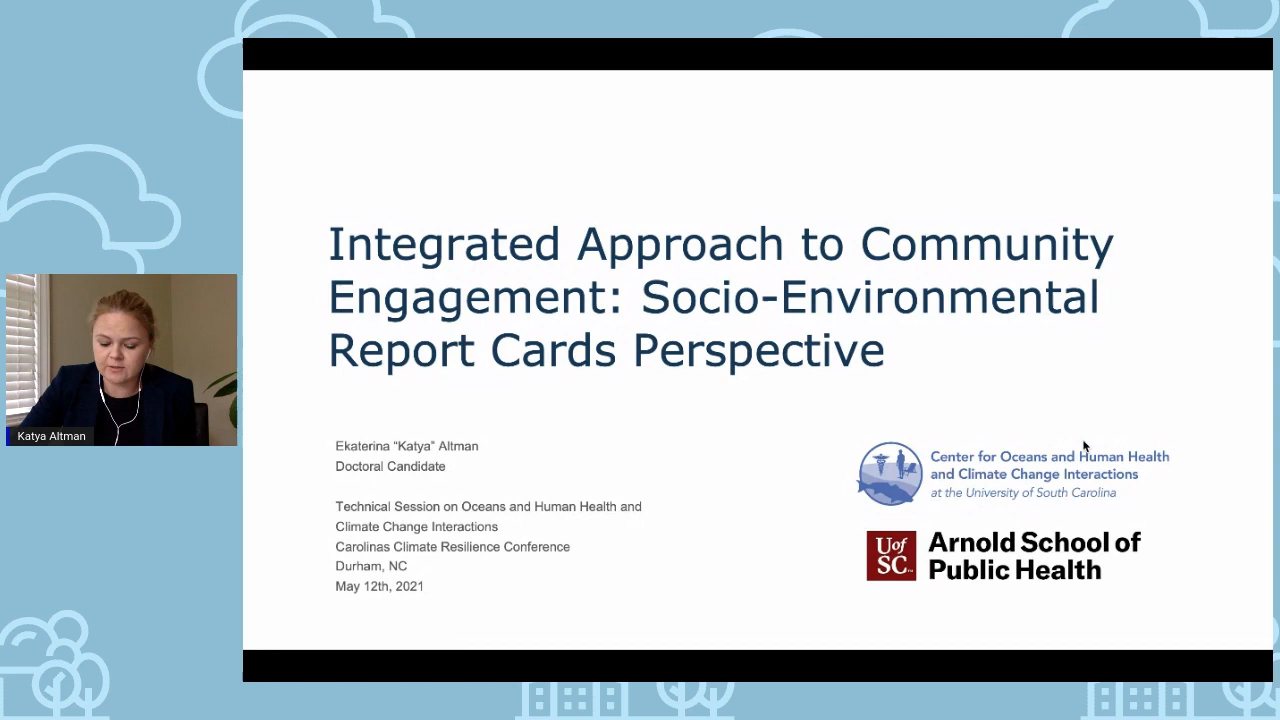 Integrated Approach to Community
Engagement: Socio-Environmental
Report Cards Perspective
Katya Altman
Ekaterina “Katya” Altman
Doctoral Candidate
Technical Session on Oceans and Human Health and
Climate Change Interactions
Carolinas Climate Resilience Conference
Durham, NC
May 12th, 2021
Center for Oceans and Human Health
and Climate Change Interactions
at the University of South Carolina
UofSC
Arnold School of
Public Health